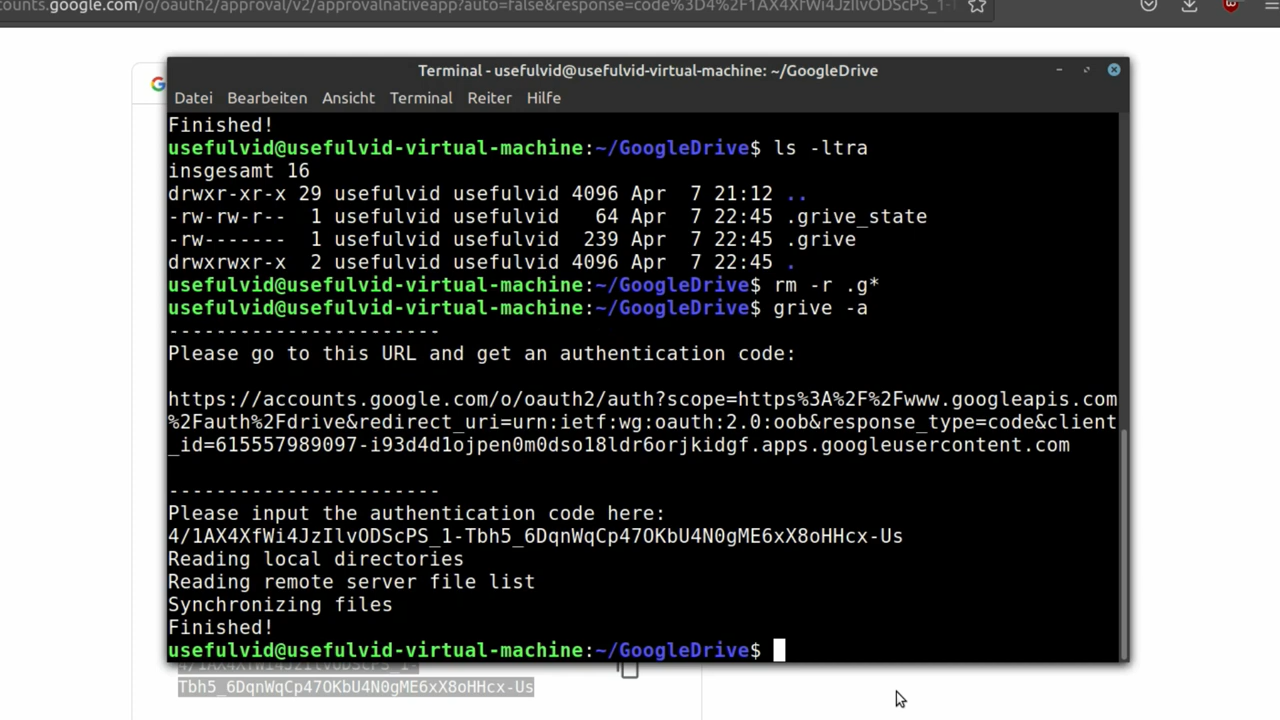 counts.google.com/o/oauth2/approval/v2/approvalnativeapp?auto=false&response=code%3D4%2F1AX4XfWi4JzIlvODScPS_1-
Terminal - usefulvid@usefulvid-virtual-machine: ~/GoogleDrive
Datei Bearbeiten Ansicht Terminal Reiter Hilfe
Finished!
usefulvid@usefulvid-virtual-machine:~/GoogleDrive$ ls -ltra
insgesamt 16
drwxr-xr-x 29 usefulvid usefulvid 4096 Apr  7 21:12 ..
-rw-rw-r--  1 usefulvid usefulvid   64 Apr  7 22:45 .grive_state
-rw-------  1 usefulvid usefulvid  239 Apr  7 22:45 .grive
drwxrwxr-x  2 usefulvid usefulvid 4096 Apr  7 22:45 .
usefulvid@usefulvid-virtual-machine:~/GoogleDrive$ rm -r .g*
usefulvid@usefulvid-virtual-machine:~/GoogleDrive$ grive -a
-----------------------
Please go to this URL and get an authentication code:
https://accounts.google.com/o/oauth2/auth?scope=https%3A%2F%2Fwww.googleapis.com
%2Fauth%2Fdrive&redirect_uri=urn:ietf:wg:oauth:2.0:oob&response_type=code&client
_id=615557989097-i93d4d1ojpen0m0dso18ldr6orjkidgf.apps.googleusercontent.com
-----------------------
Please input the authentication code here:
4/1AX4XfWi4JzIlvODScPS_1-Tbh5_6DqnWqCp47OKbU4N0gME6xX8oHHcx-Us
Reading local directories
Reading remote server file list
Synchronizing files
Finished!
usefulvid@usefulvid-virtual-machine:~/GoogleDrive$
4/1AX4XfWi4JzIlvODScPS_1-
Tbh5_6DqnWqCp47OKbU4N0gME6xX8oHHcx-Us